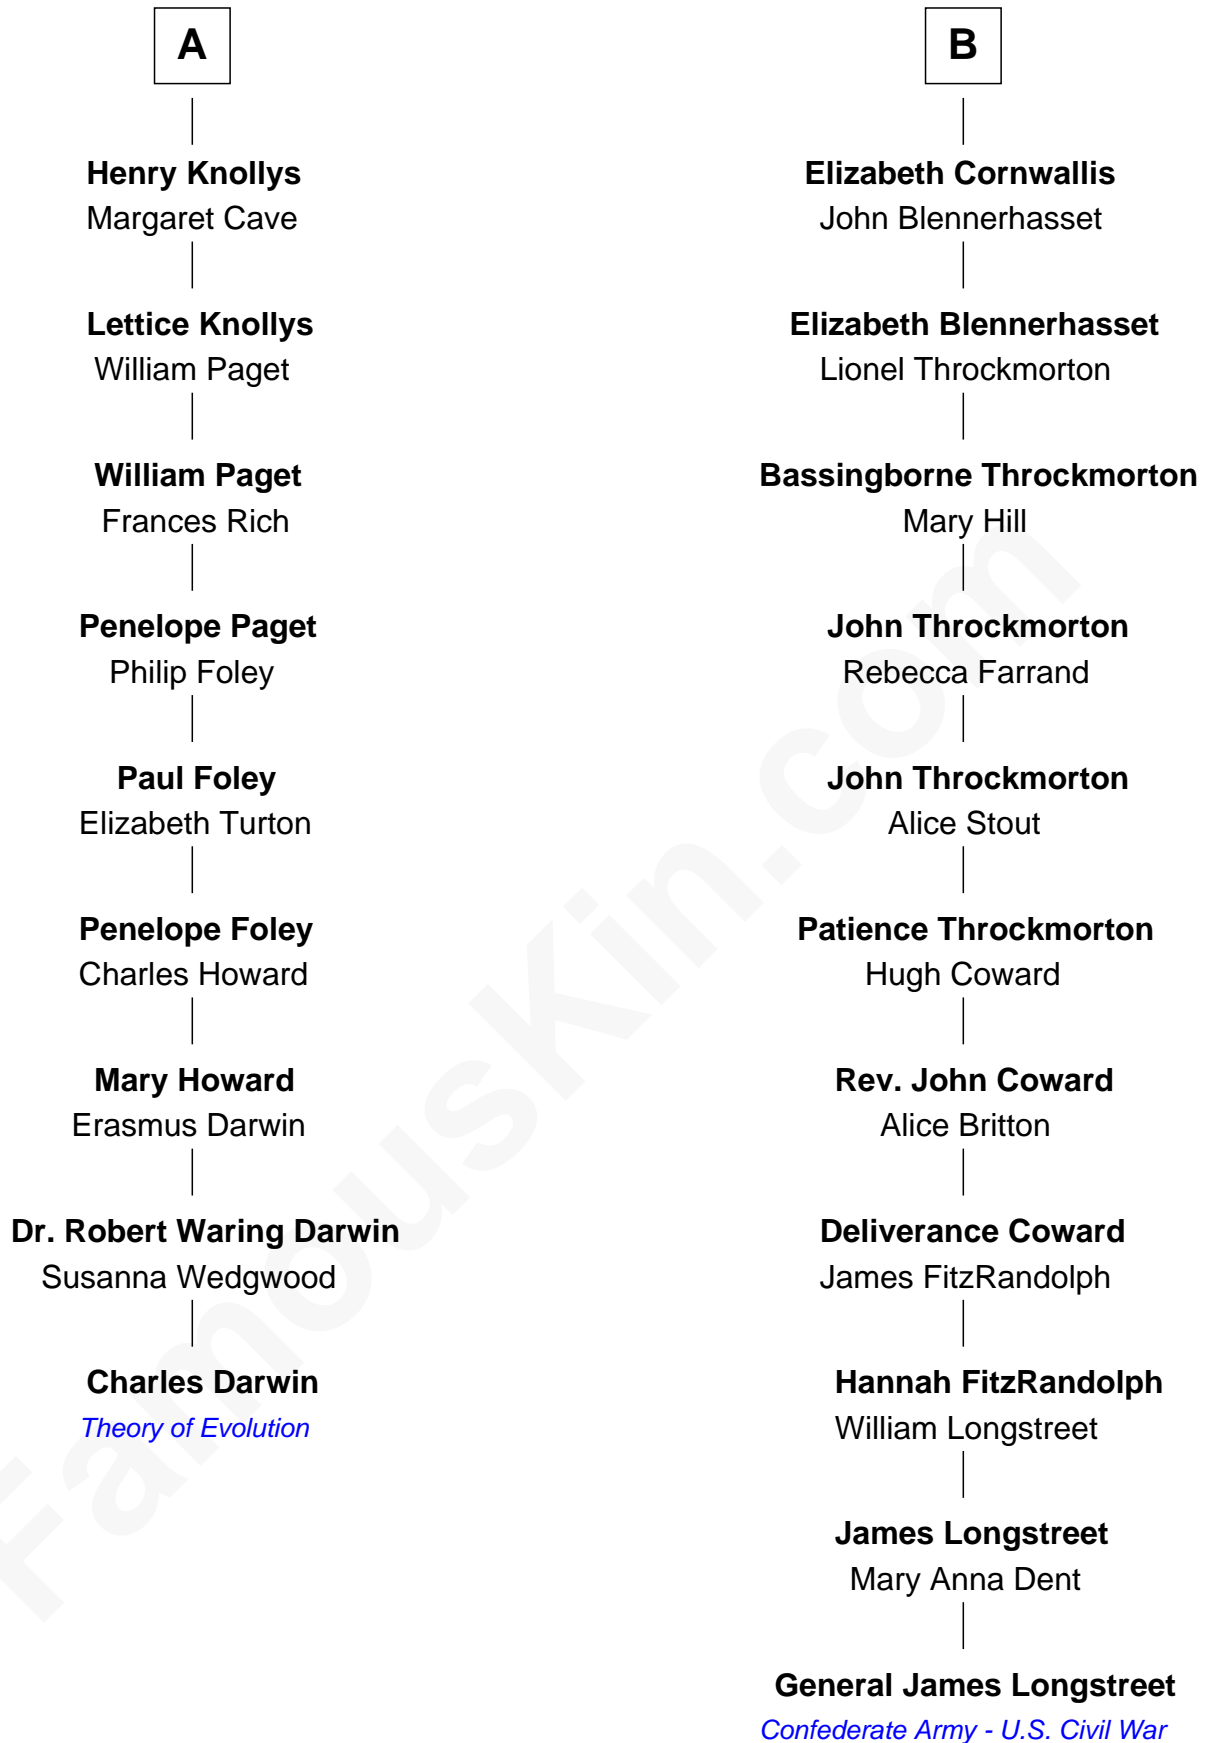 A
Henry Knollys
Margaret Cave
Lettice Knollys
William Paget
William Paget
Frances Rich
Penelope Paget
Philip Foley
Paul Foley
Elizabeth Turton
Penelope Foley
Charles Howard
Mary Howard
Erasmus Darwin
Dr. Robert Waring Darwin
Susanna Wedgwood
Charles Darwin
Theory of Evolution
B
Elizabeth Cornwallis
John Blennerhasset
Elizabeth Blennerhasset
Lionel Throckmorton
Bassingborne Throckmorton
Mary Hill
John Throckmorton
Rebecca Farrand
John Throckmorton
Alice Stout
Patience Throckmorton
Hugh Coward
Rev. John Coward
Alice Britton
Deliverance Coward
James FitzRandolph
Hannah FitzRandolph
William Longstreet
James Longstreet
Mary Anna Dent
General James Longstreet
Confederate Army - U.S. Civil War
FamousKin.com